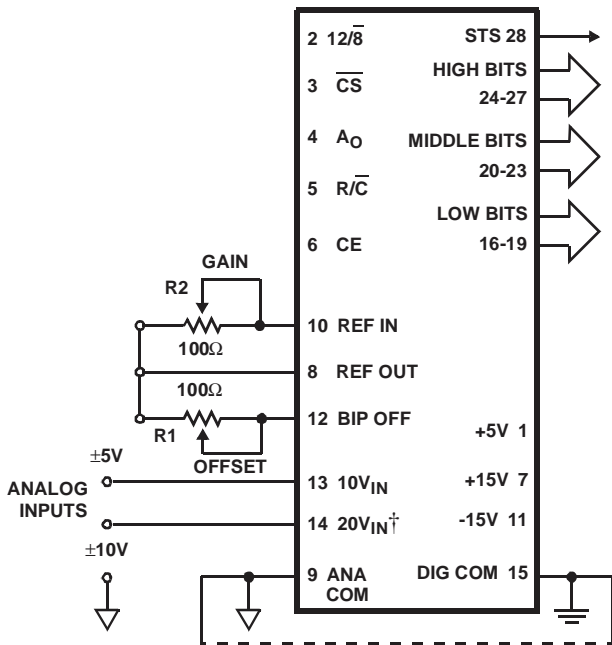 2 12/8̅
STS 28
HIGH BITS
24-27
3 C̅S̅
4 AO
MIDDLE BITS
20-23
5 R/C̅
LOW BITS
16-19
6 CE
GAIN
R2
100Ω
10 REF IN
8 REF OUT
100Ω
R1
OFFSET
12 BIP OFF
+5V 1
±5V
ANALOG
INPUTS
±10V
13 10VIN
+15V 7
14 20VIN†
-15V 11
9 ANA
COM
DIG COM 15